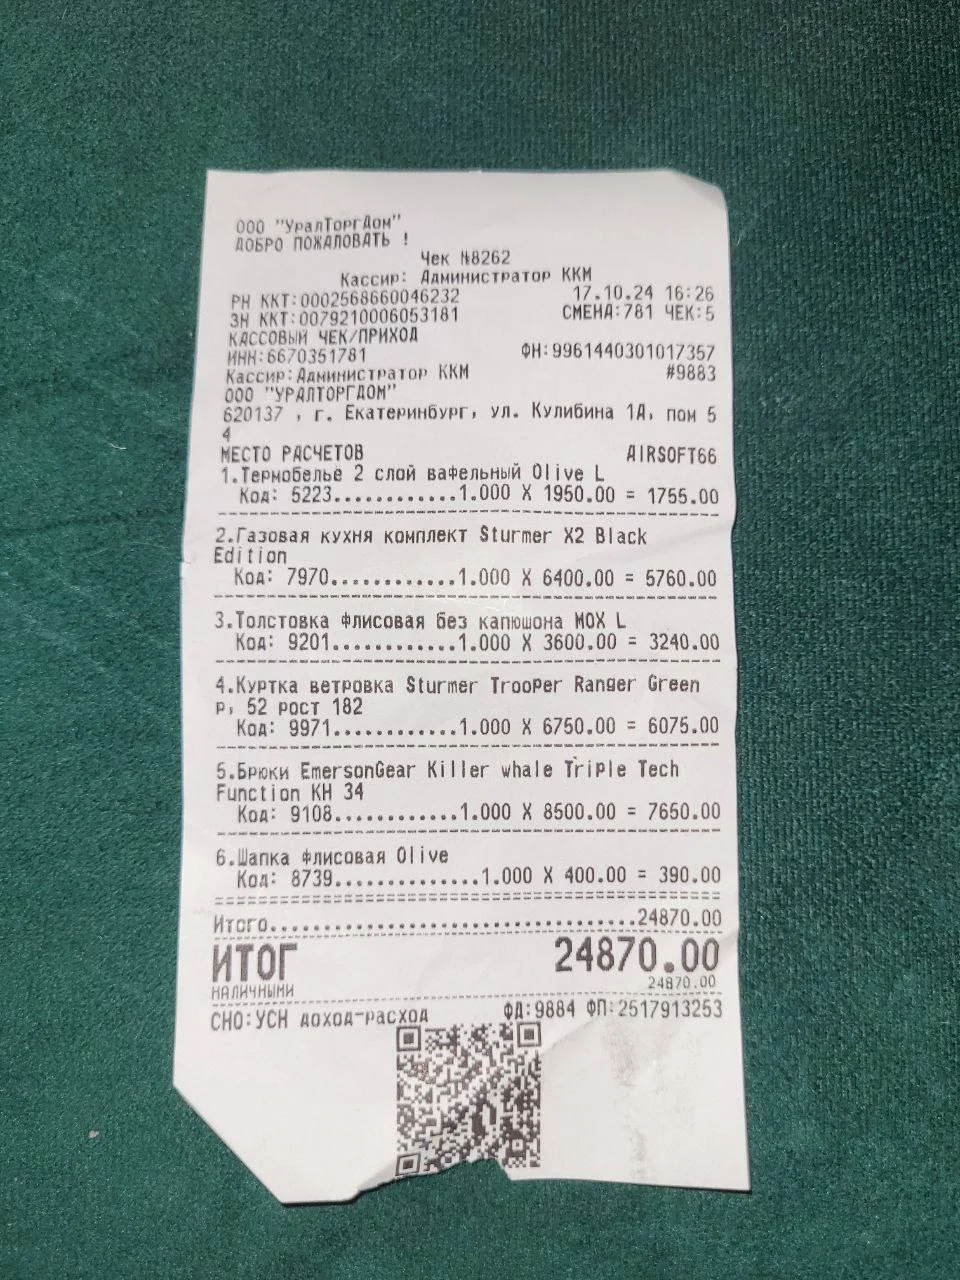 ООО "УралТоргДом"
ДОБРО ПОЖАЛОВАТЬ !
Чек №8262
Кассир: Администратор ККМ
РН ККТ:0002568660046232 17.10.24 16:26
ЗН ККТ:0079210006053181 СМЕНА:781 ЧЕК:5
КАССОВЫЙ ЧЕК/ПРИХОД
ИНН:6670351781 ФН:9961440301017357
Кассир:Администратор ККМ #9883
ООО "УРАЛТОРГДОМ"
620137 , г. Екатеринбург, ул. Кулибина 1А, пом 5
4
МЕСТО РАСЧЕТОВ AIRSOFT66
1.Термобельё 2 слой вафельный Olive L
Код: 5223............1.000 X 1950.00 = 1755.00
2.Газовая кухня комплект Sturmer X2 Black
Edition
Код: 7970............1.000 X 6400.00 = 5760.00
3.Толстовка флисовая без капюшона МОХ L
Код: 9201............1.000 X 3600.00 = 3240.00
4.Куртка ветровка Sturmer Trooper Ranger Green
р, 52 рост 182
Код: 9971............1.000 X 6750.00 = 6075.00
5.Брюки EmersonGear Killer whale Triple Tech
Function KH 34
Код: 9108............1.000 X 8500.00 = 7650.00
6.Шапка флисовая Olive
Код: 8739..............1.000 X 400.00 = 390.00
Итого...................................24870.00
ИТОГ 24870.00
НАЛИЧНЫМИ 24870.00
СНО:УСН доход-расход ФД:9884 ФП:2517913253